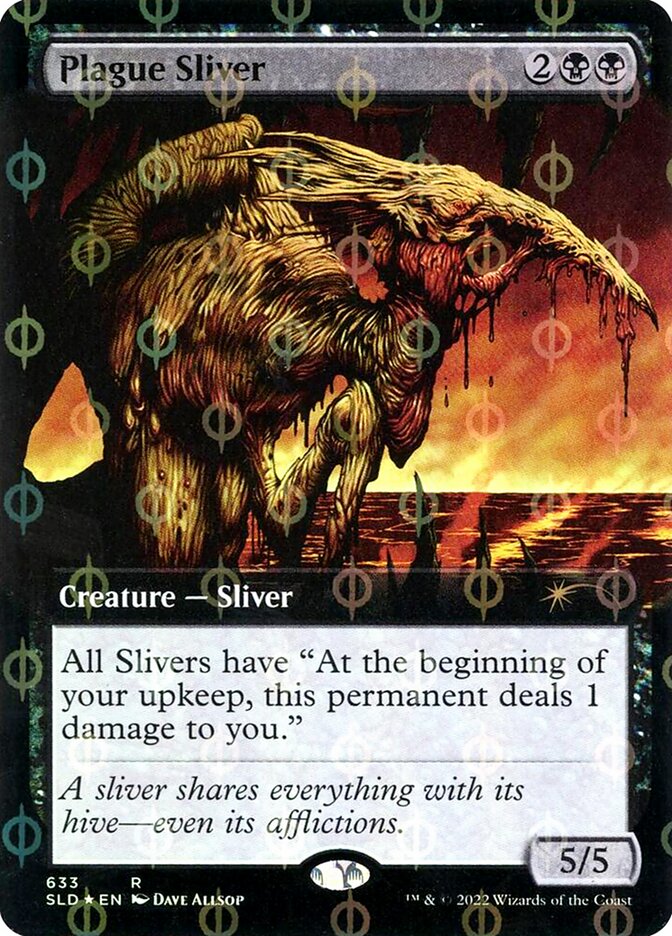 Plague Sliver 2
Creature — Sliver
All Slivers have “At the beginning of
your upkeep, this permanent deals 1
damage to you.”
A sliver shares everything with its
hive—even its afflictions.
5/5
633 R
SLD ★ EN Dave Allsop ™ & © 2022 Wizards of the Coast